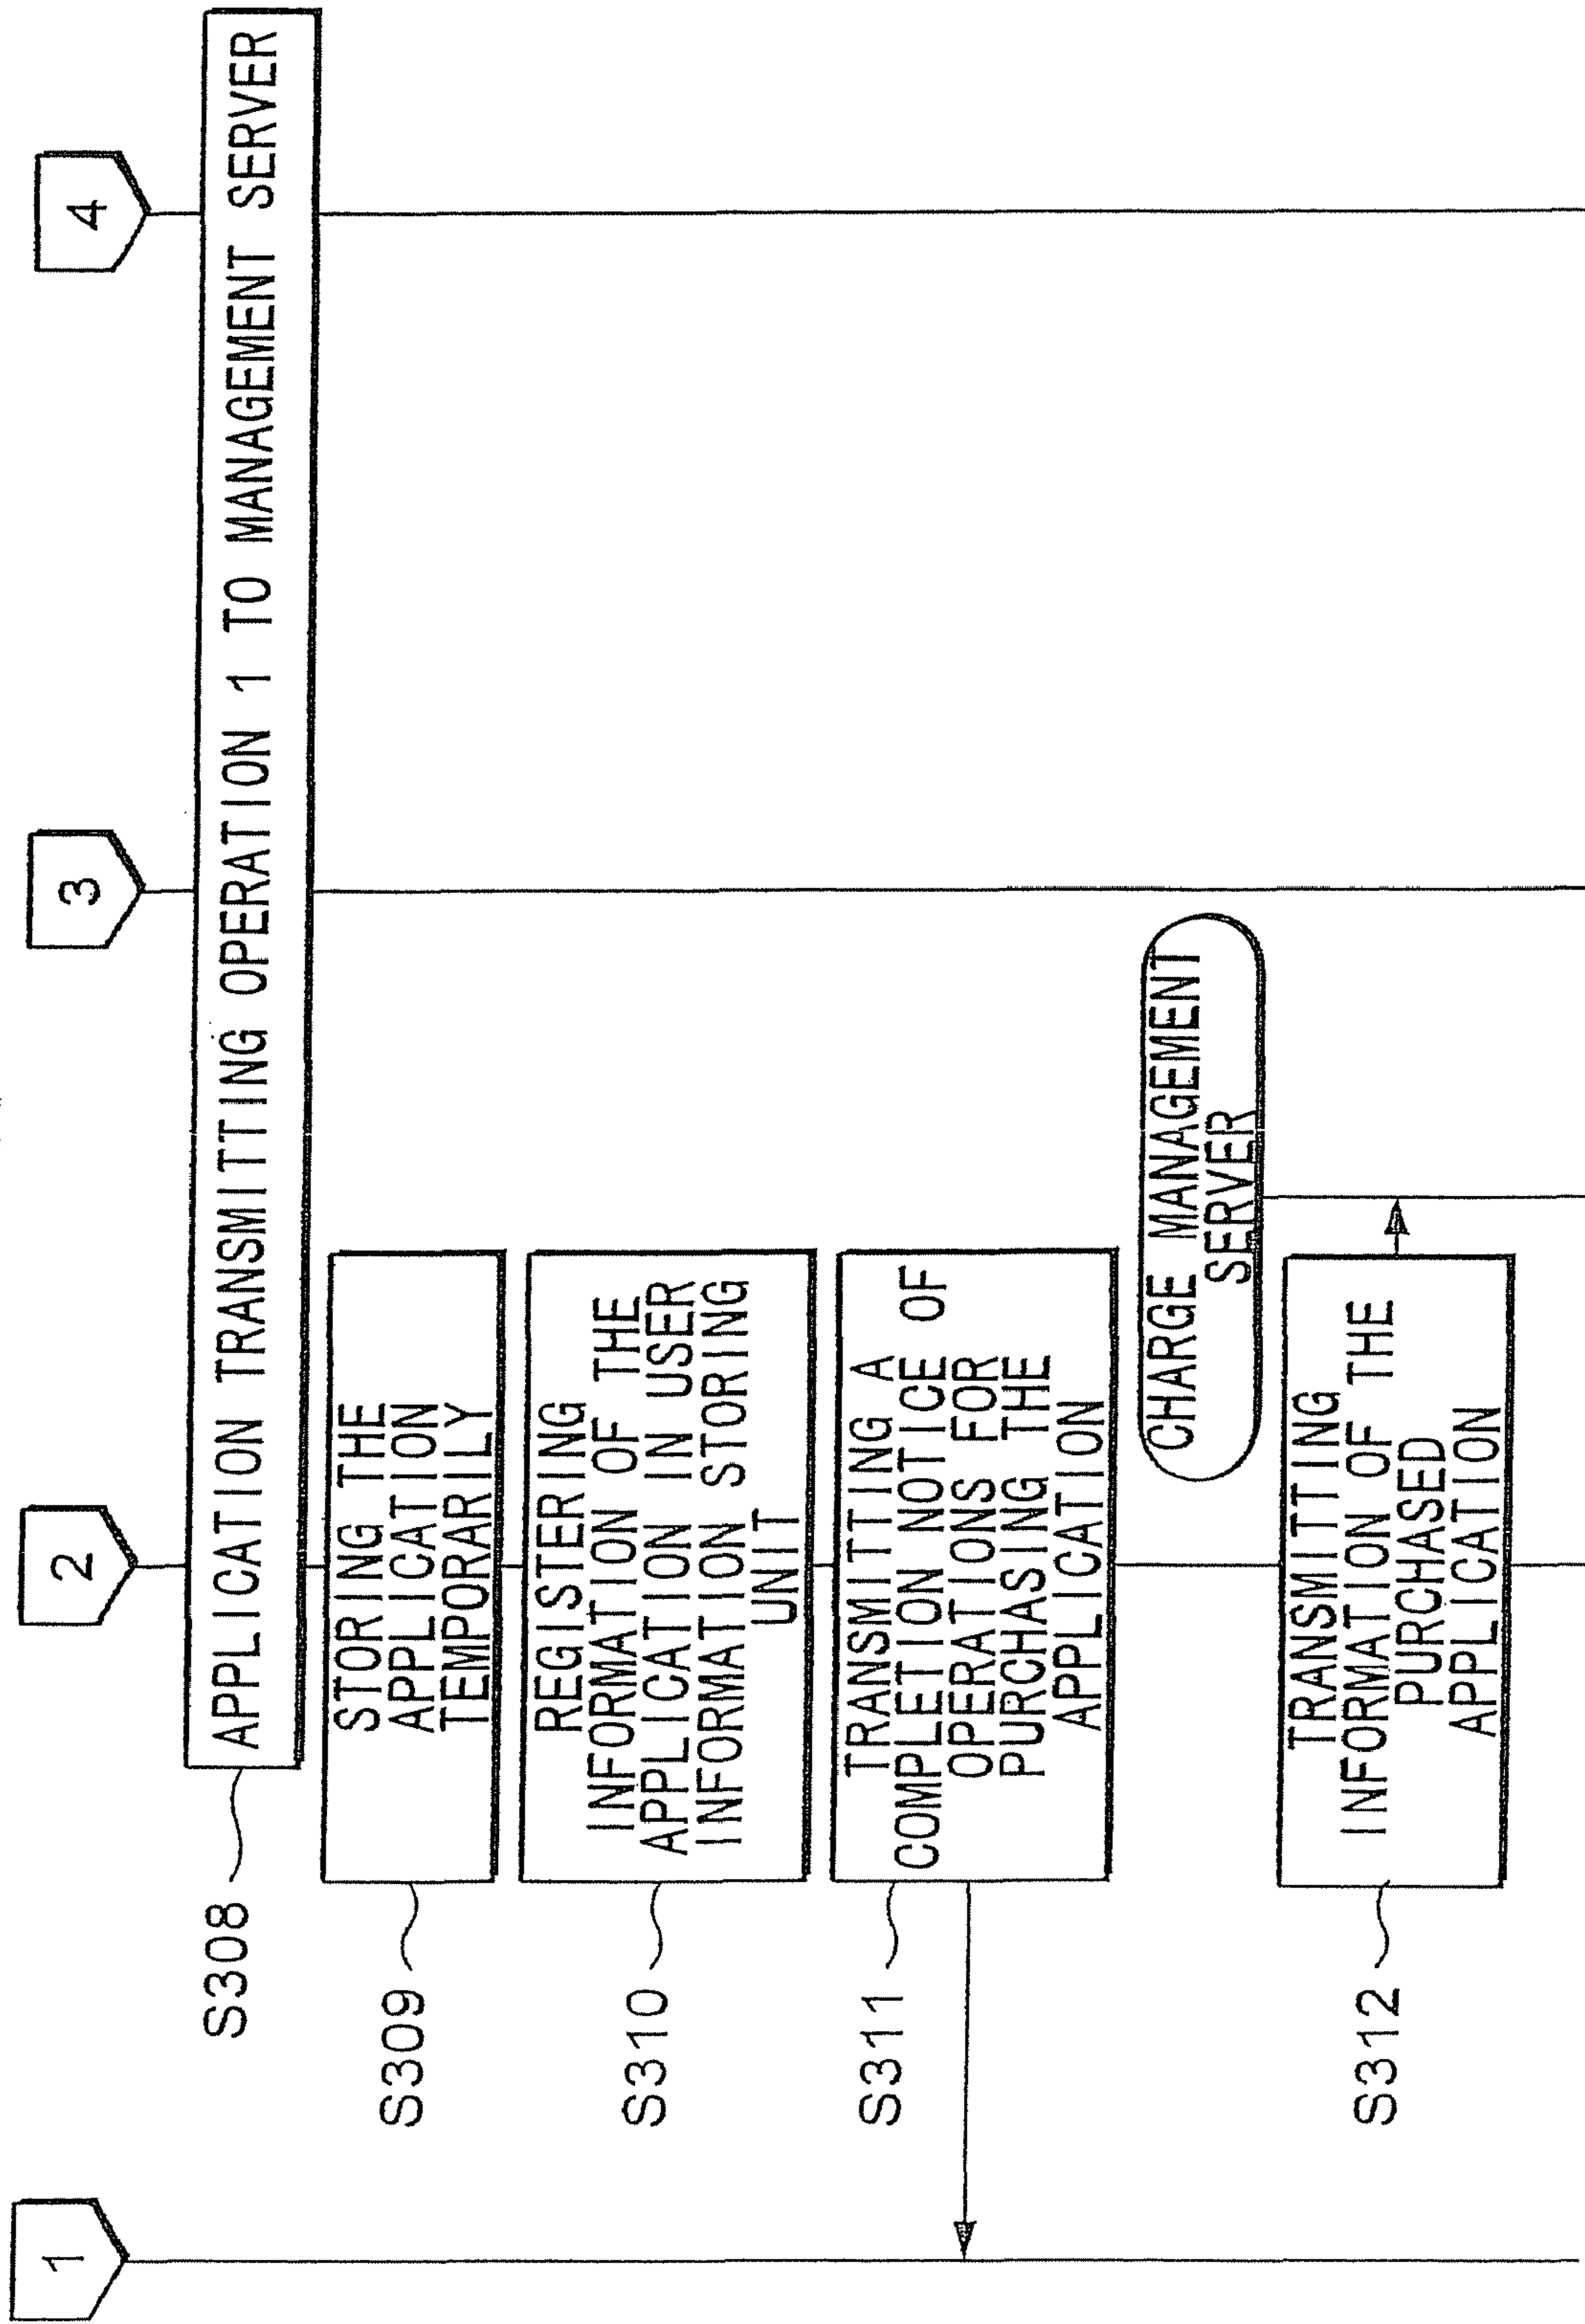 1
2
3
4
S308
APPLICATION TRANSMITTING OPERATION 1 TO MANAGEMENT SERVER
S309
STORING THE
APPLICATION
TEMPORARILY
S310
REGISTERING
INFORMATION OF THE
APPLICATION IN USER
INFORMATION STORING
UNIT
S311
TRANSMITTING A
COMPLETION NOTICE OF
OPERATIONS FOR
PURCHASING THE
APPLICATION
CHARGE MANAGEMENT
SERVER
S312
TRANSMITTING
INFORMATION OF THE
PURCHASED
APPLICATION